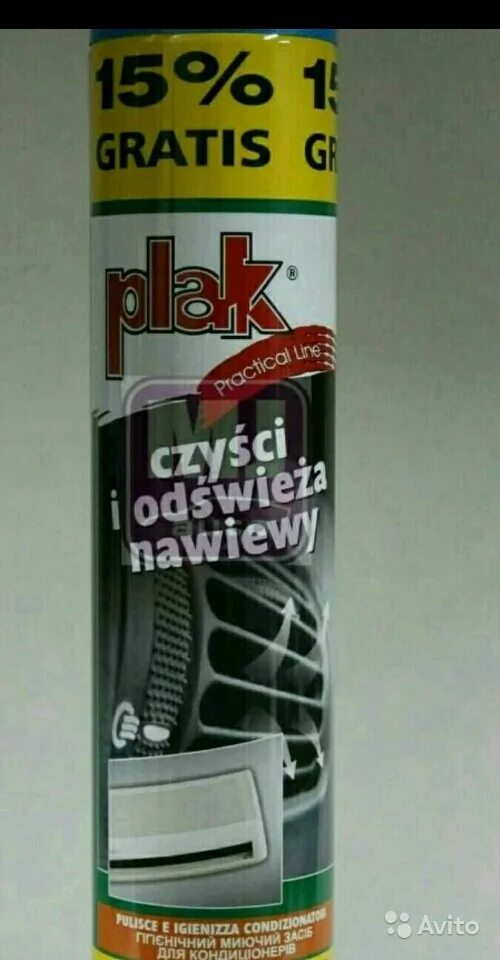 15% 15
GRATIS GR
plak®
Practical Line
czyści
i odświeża
nawiewy
PULISCE E IGIENIZZA CONDIZIONATORI
ГІГІЄНІЧНИЙ МИЮЧИЙ ЗАСІБ
ДЛЯ КОНДИЦІОНЕРІВ
Avito